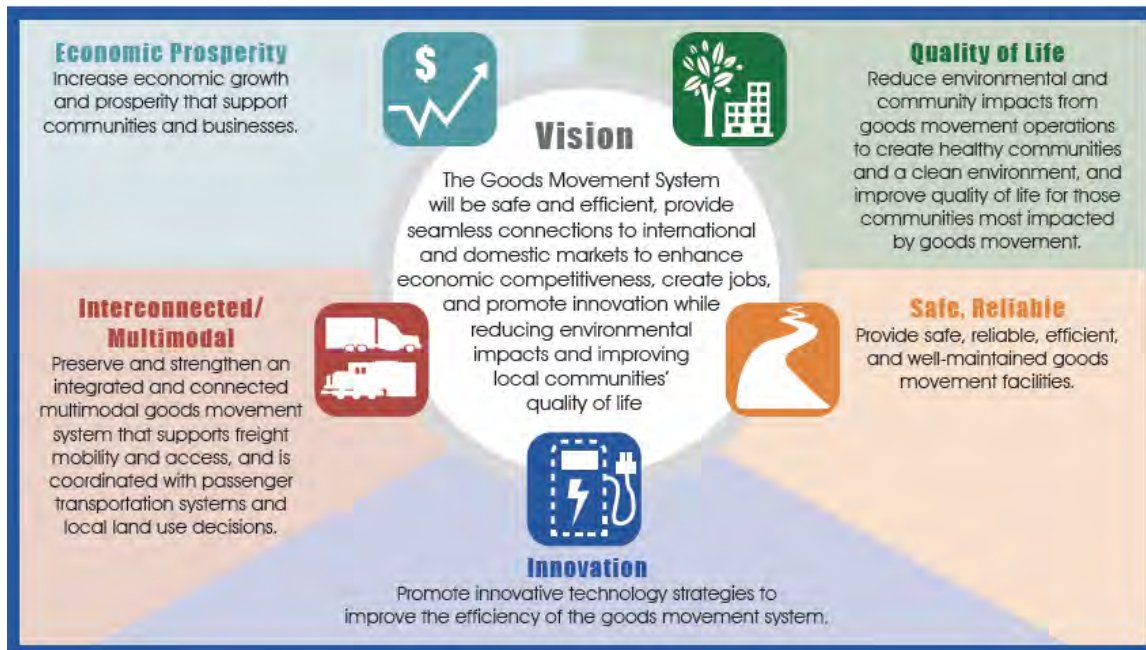 Economic Prosperity
Increase economic growth
and prosperity that support
communities and businesses.
$
Quality of Life
Reduce environmental and
community impacts from
goods movement operations
to create healthy communities
and a clean environment, and
improve quality of life for those
communities most impacted
by goods movement.
Vision
The Goods Movement System
will be safe and efficient, provide
seamless connections to international
and domestic markets to enhance
economic competitiveness, create jobs,
and promote innovation while
reducing environmental
impacts and improving
local communities'
quality of life
Interconnected/
Multimodal
Preserve and strengthen an
integrated and connected
multimodal goods movement
system that supports freight
mobility and access, and is
coordinated with passenger
transportation systems and
local land use decisions.
Safe, Reliable
Provide safe, reliable, efficient,
and well-maintained goods
movement facilities.
Innovation
Promote innovative technology strategies to
improve the efficiency of the goods movement system.